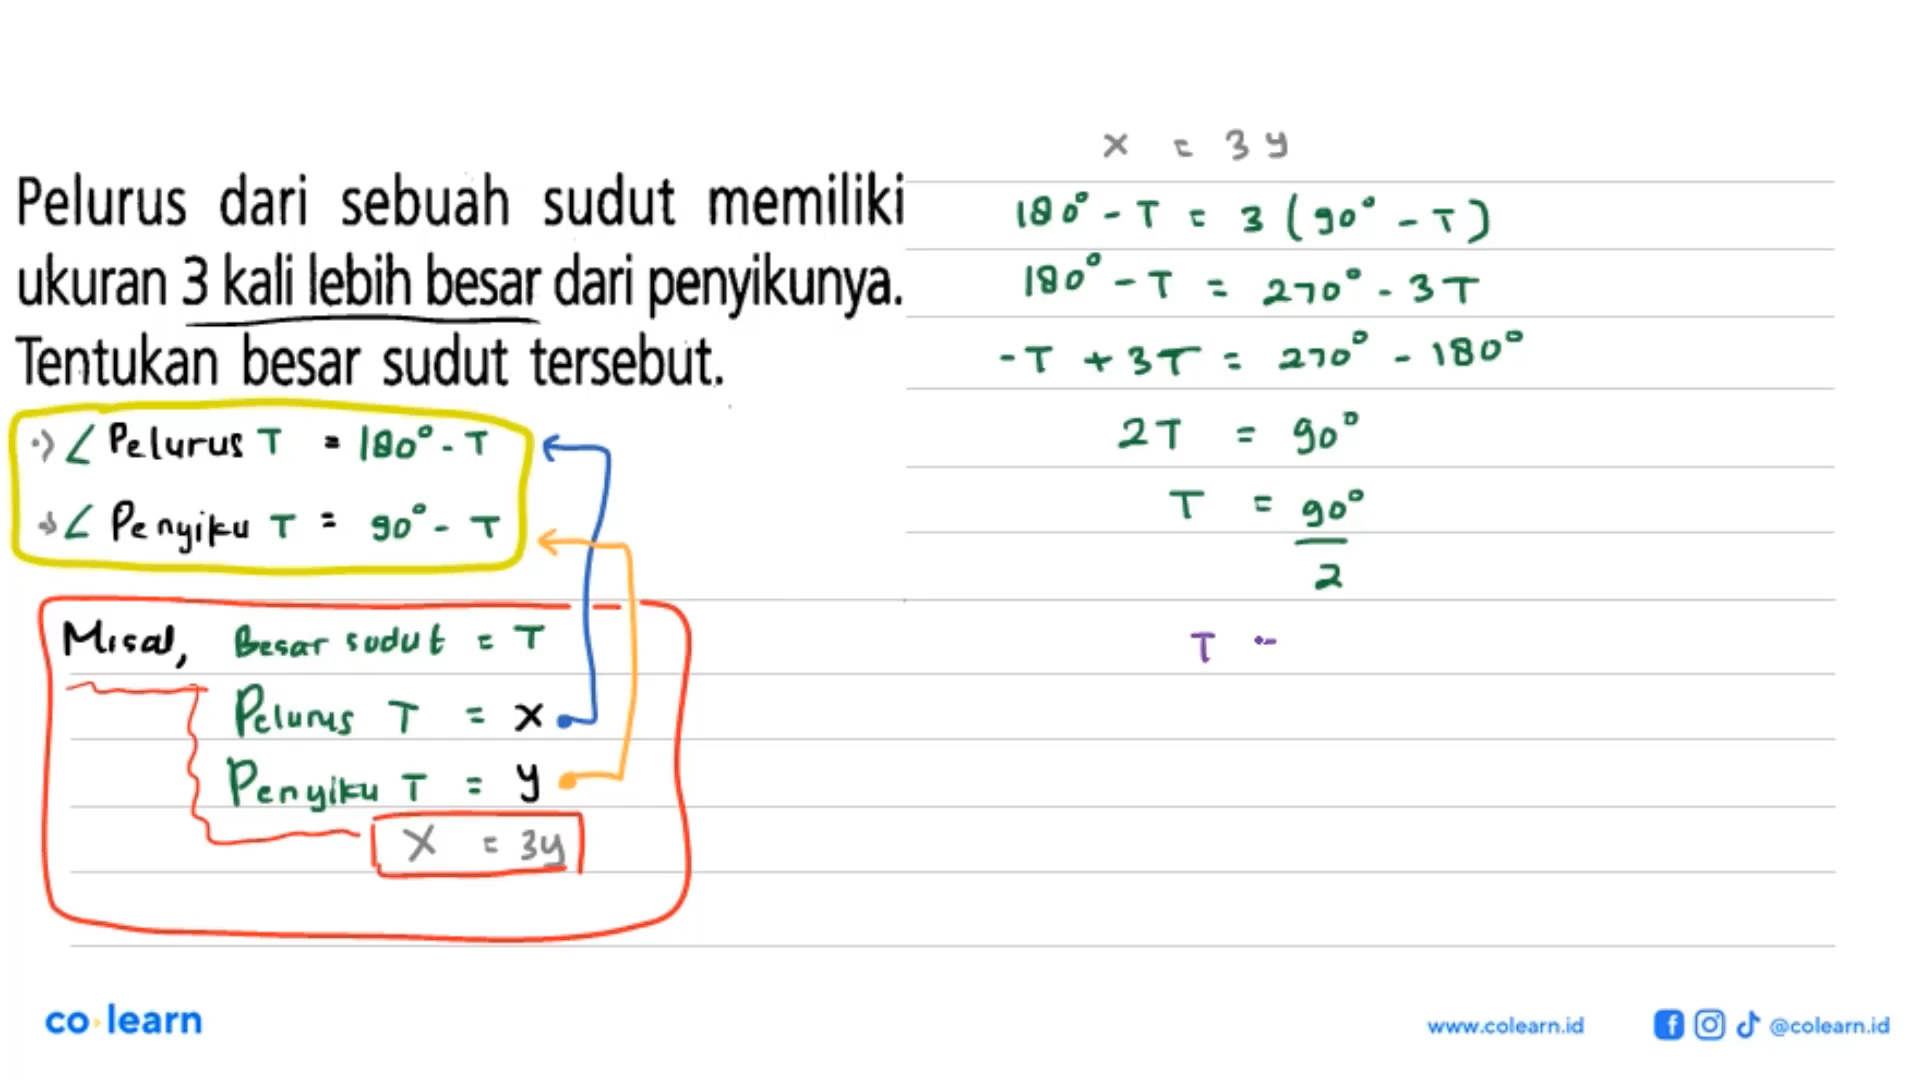 Pelurus dari sebuah sudut memiliki
ukuran 3 kali lebih besar dari penyikunya.
Tentukan besar sudut tersebut.
·) ∠ Pelurus T = 180° - T
∠ Penyiku T = 90° - T
Misal, Besar sudut = T
Pelurus T = x
Penyiku T = y
x = 3y
x = 3y
180° - T = 3 (90° - T)
180° - T = 270° - 3T
-T + 3T = 270° - 180°
2T = 90°
T = 90°
2
T =
co learn
www.colearn.id
@colearn.id